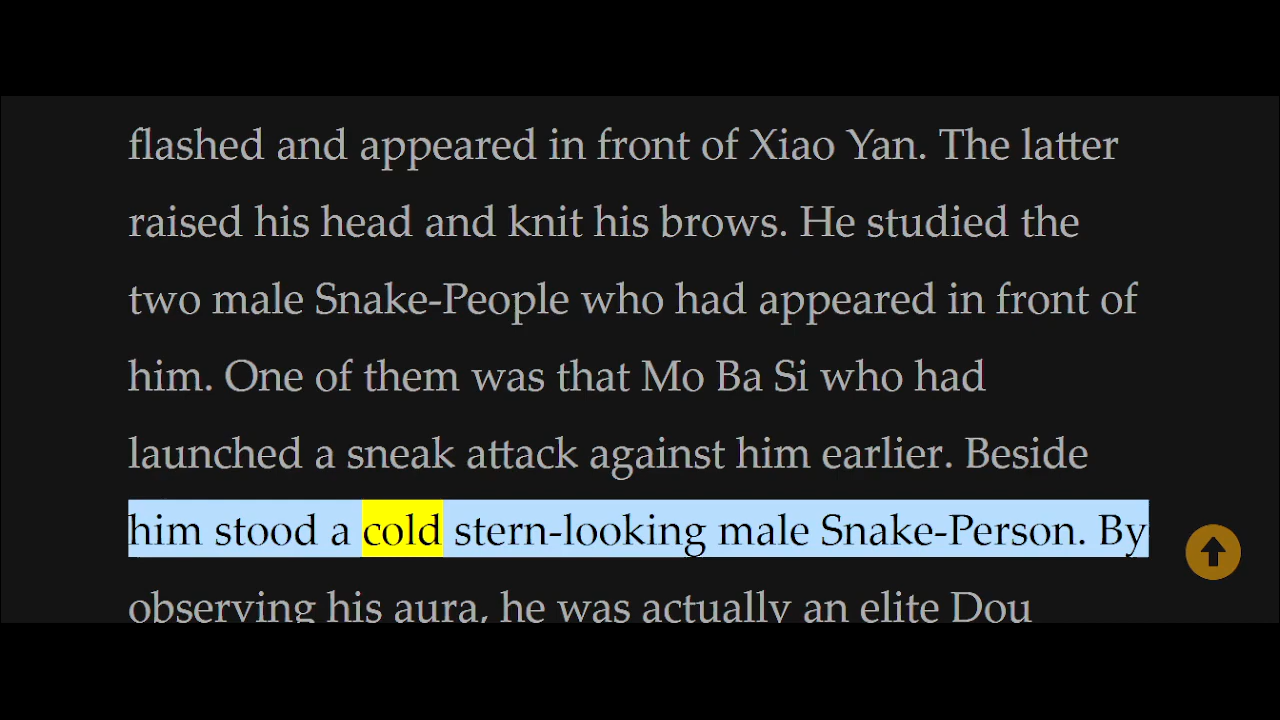 flashed and appeared in front of Xiao Yan. The latter
raised his head and knit his brows. He studied the
two male Snake-People who had appeared in front of
him. One of them was that Mo Ba Si who had
launched a sneak attack against him earlier. Beside
him stood a cold stern-looking male Snake-Person. By
observing his aura, he was actually an elite Dou